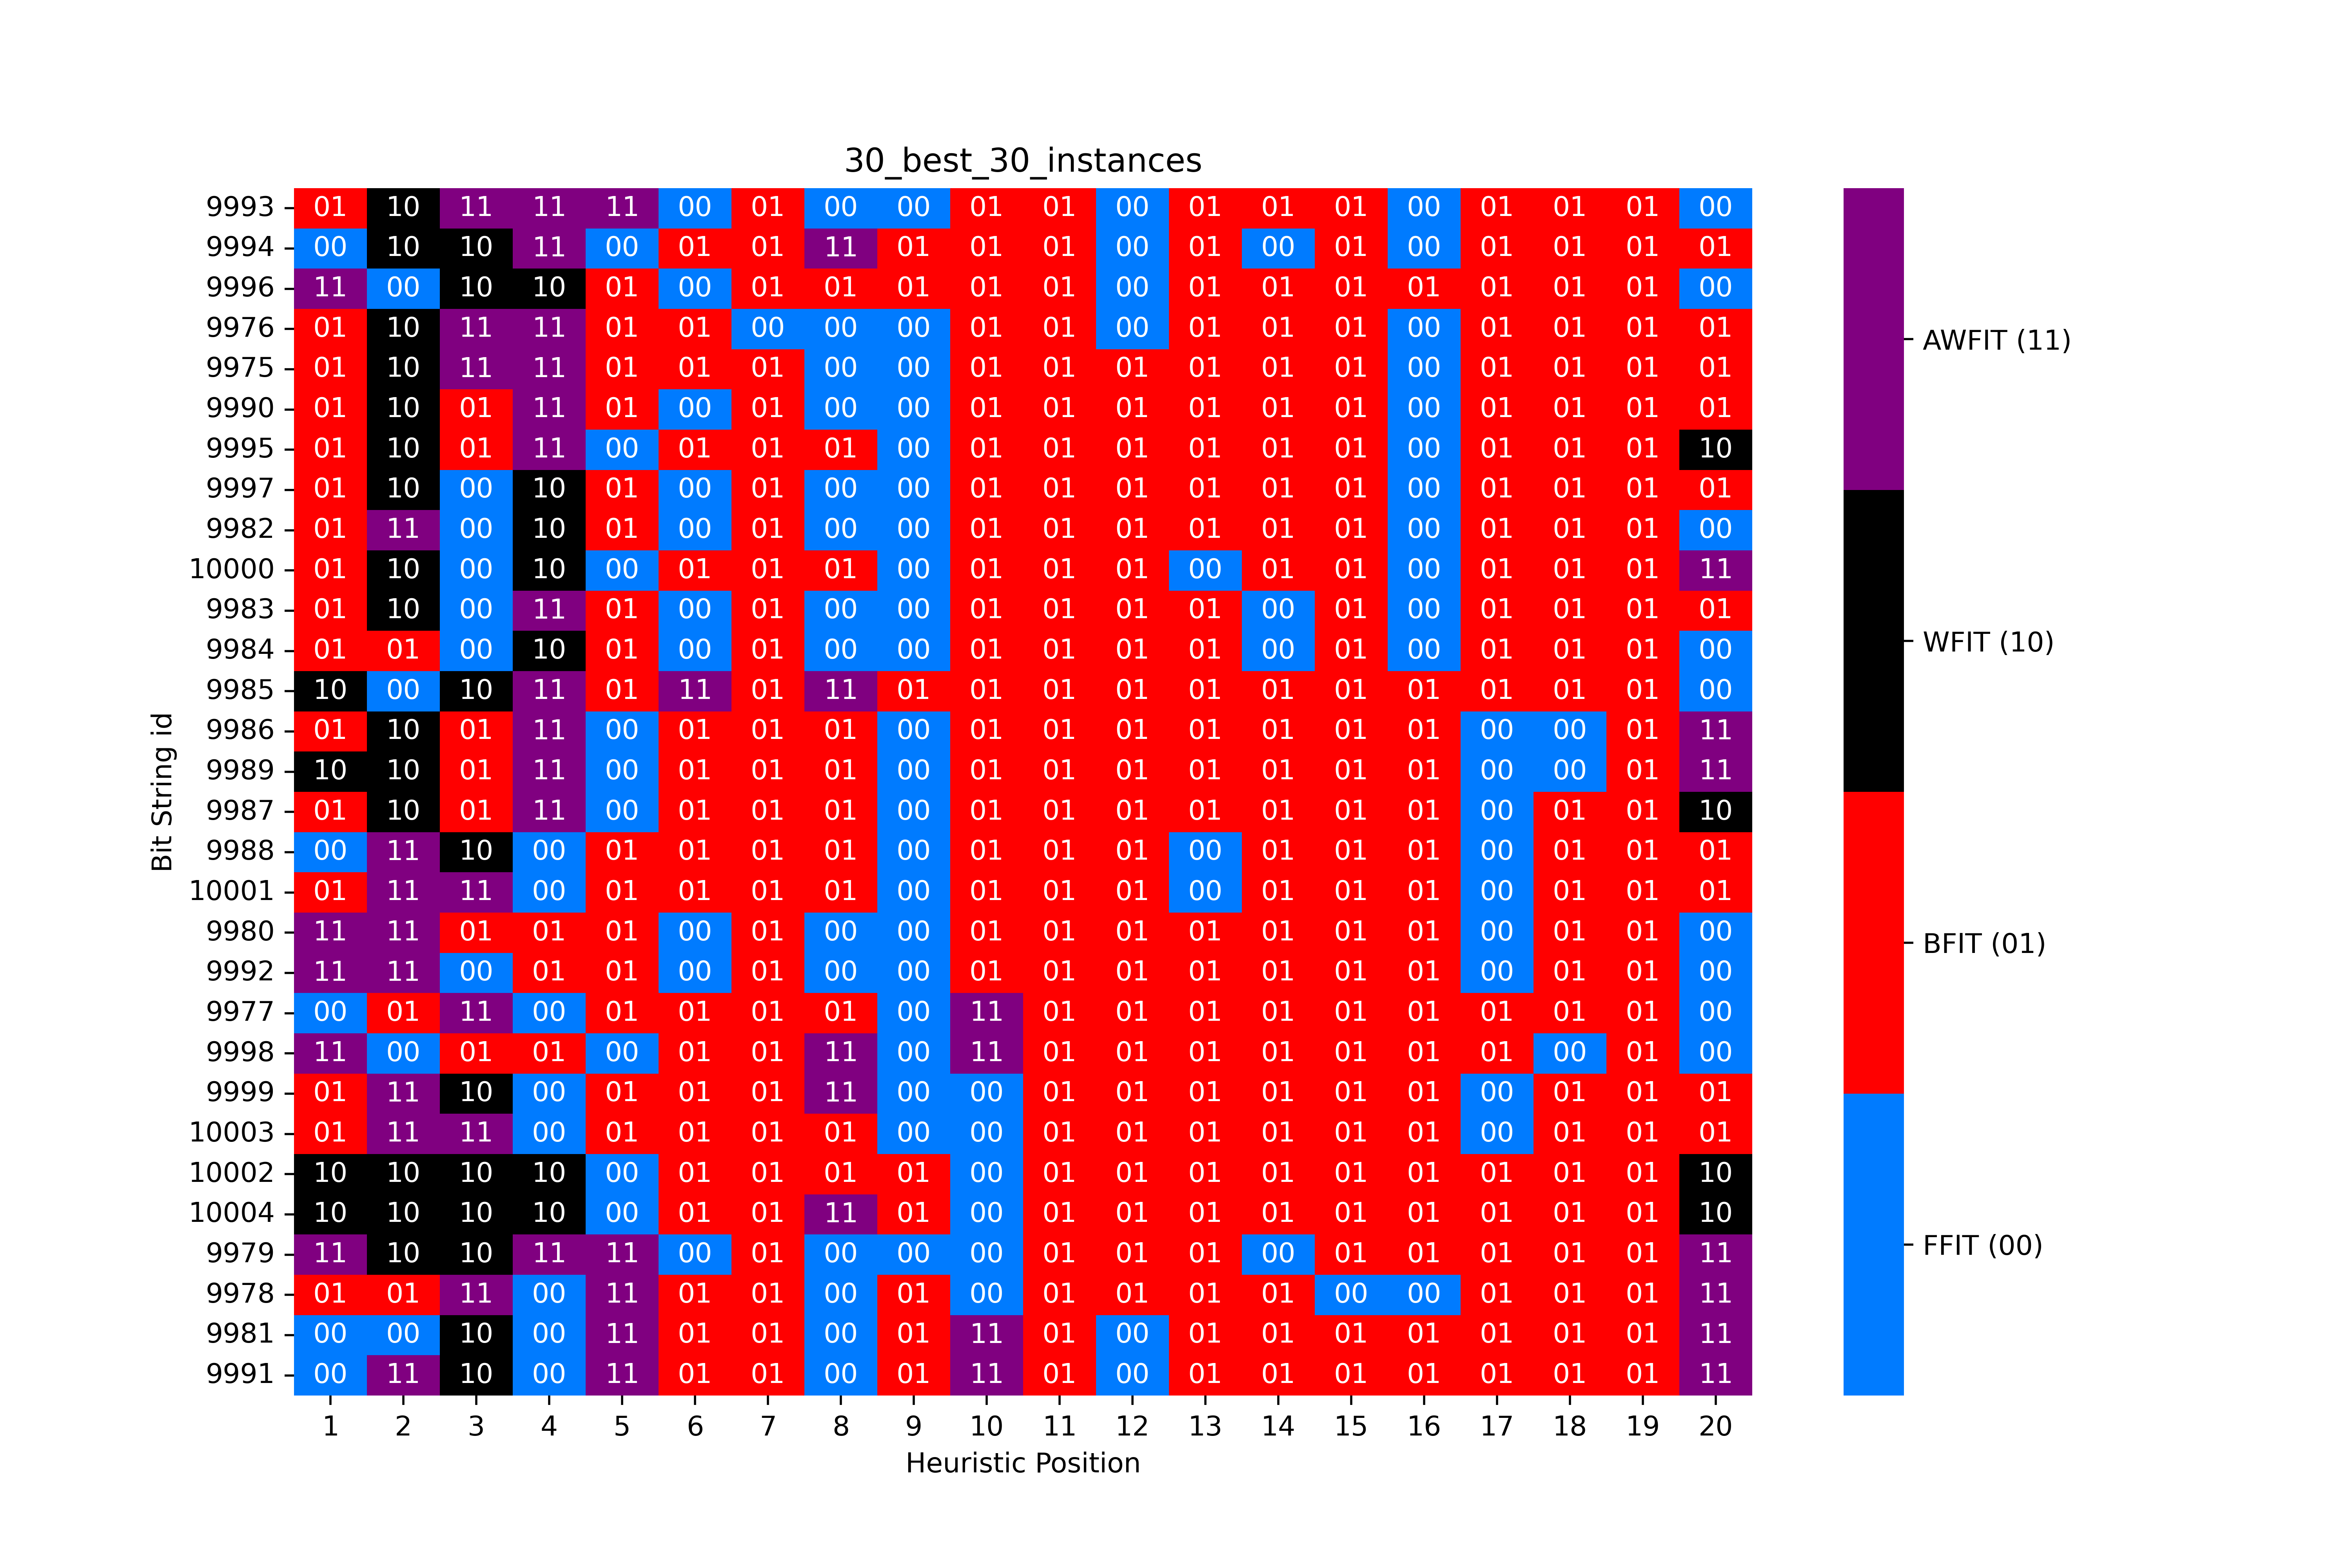 30_best_30_instances
9993 01 10 11 11 11 00 01 00 00 01 01 00 01 01 01 00 01 01 01 00
9994 00 10 10 11 00 01 01 11 01 01 01 00 01 00 01 00 01 01 01 01
9996 11 00 10 10 01 00 01 01 01 01 01 00 01 01 01 01 01 01 01 00
9976 01 10 11 11 01 01 00 00 00 01 01 00 01 01 01 00 01 01 01 01
9975 01 10 11 11 01 01 01 00 00 01 01 01 01 01 01 00 01 01 01 01
9990 01 10 01 11 01 00 01 00 00 01 01 01 01 01 01 00 01 01 01 01
9995 01 10 01 11 00 01 01 01 00 01 01 01 01 01 01 00 01 01 01 10
9997 01 10 00 10 01 00 01 00 00 01 01 01 01 01 01 00 01 01 01 01
9982 01 11 00 10 01 00 01 00 00 01 01 01 01 01 01 00 01 01 01 00
10000 01 10 00 10 00 01 01 01 00 01 01 01 00 01 01 00 01 01 01 11
9983 01 10 00 11 01 00 01 00 00 01 01 01 01 00 01 00 01 01 01 01
9984 01 01 00 10 01 00 01 00 00 01 01 01 01 00 01 00 01 01 01 00
9985 10 00 10 11 01 11 01 11 01 01 01 01 01 01 01 01 01 01 01 00
9986 01 10 01 11 00 01 01 01 00 01 01 01 01 01 01 01 00 00 01 11
9989 10 10 01 11 00 01 01 01 00 01 01 01 01 01 01 01 00 00 01 11
9987 01 10 01 11 00 01 01 01 00 01 01 01 01 01 01 01 00 01 01 10
9988 00 11 10 00 01 01 01 01 00 01 01 01 00 01 01 01 00 01 01 01
10001 01 11 11 00 01 01 01 01 00 01 01 01 00 01 01 01 00 01 01 01
9980 11 11 01 01 01 00 01 00 00 01 01 01 01 01 01 01 00 01 01 00
9992 11 11 00 01 01 00 01 00 00 01 01 01 01 01 01 01 00 01 01 00
9977 00 01 11 00 01 01 01 01 00 11 01 01 01 01 01 01 01 01 01 00
9998 11 00 01 01 00 01 01 11 00 11 01 01 01 01 01 01 01 00 01 00
9999 01 11 10 00 01 01 01 11 00 00 01 01 01 01 01 01 00 01 01 01
10003 01 11 11 00 01 01 01 01 00 00 01 01 01 01 01 01 00 01 01 01
10002 10 10 10 10 00 01 01 01 01 00 01 01 01 01 01 01 01 01 01 10
10004 10 10 10 10 00 01 01 11 01 00 01 01 01 01 01 01 01 01 01 10
9979 11 10 10 11 11 00 01 00 00 00 01 01 01 00 01 01 01 01 01 11
9978 01 01 11 00 11 01 01 00 01 00 01 01 01 01 00 00 01 01 01 11
9981 00 00 10 00 11 01 01 00 01 11 01 00 01 01 01 01 01 01 01 11
9991 00 11 10 00 11 01 01 00 01 11 01 00 01 01 01 01 01 01 01 11
1 2 3 4 5 6 7 8 9 10 11 12 13 14 15 16 17 18 19 20
Heuristic Position
Bit String id
AWFIT (11)
WFIT (10)
BFIT (01)
FFIT (00)